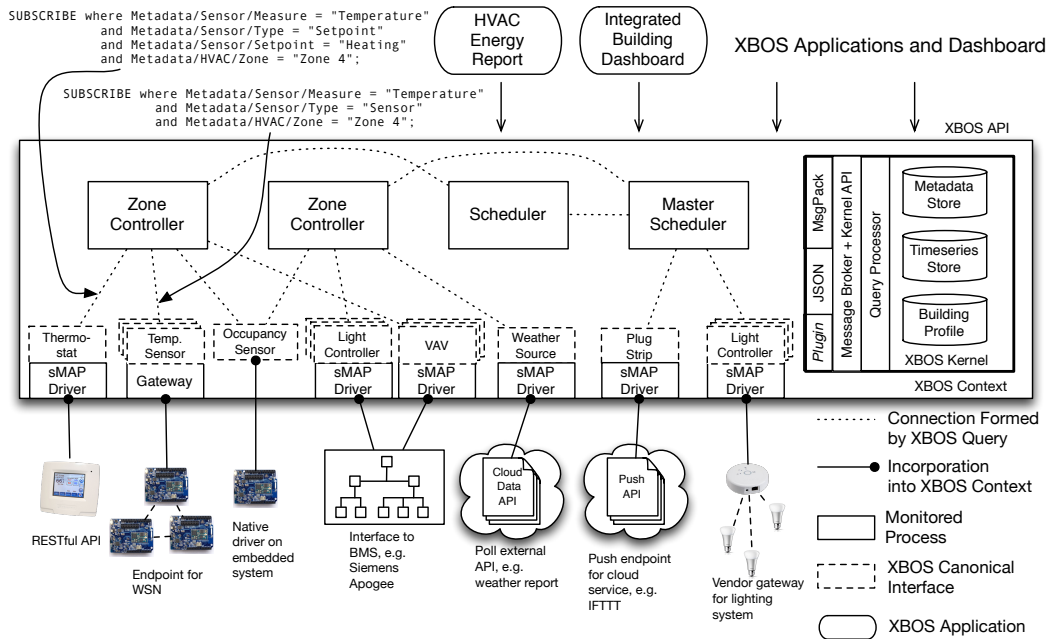 SUBSCRIBE where Metadata/Sensor/Measure = "Temperature"
and Metadata/Sensor/Type = "Setpoint"
and Metadata/Sensor/Setpoint = "Heating"
and Metadata/HVAC/Zone = "Zone 4";
SUBSCRIBE where Metadata/Sensor/Measure = "Temperature"
and Metadata/Sensor/Type = "Sensor"
and Metadata/HVAC/Zone = "Zone 4";
HVAC
Energy
Report
Integrated
Building
Dashboard
XBOS Applications and Dashboard
XBOS API
Zone
Controller
Zone
Controller
Scheduler
Master
Scheduler
MsgPack
JSON
Plugin
Message Broker + Kernel API
Query Processor
Metadata
Store
Timeseries
Store
Building
Profile
XBOS Kernel
XBOS Context
Thermo-
stat
sMAP
Driver
Temp.
Sensor
Gateway
Occupancy
Sensor
Light
Controller
sMAP
Driver
VAV
sMAP
Driver
Weather
Source
sMAP
Driver
Plug
Strip
sMAP
Driver
Light
Controller
sMAP
Driver
RESTful API
Endpoint for
WSN
Native
driver on
embedded
system
Interface to
BMS, e.g.
Siemens
Apogee
Cloud
Data
API
Poll external
API, e.g.
weather report
Push
API
Push endpoint
for cloud
service, e.g.
IFTTT
Vendor gateway
for lighting
system
Connection Formed
by XBOS Query
Incorporation
into XBOS Context
Monitored
Process
XBOS Canonical
Interface
XBOS Application